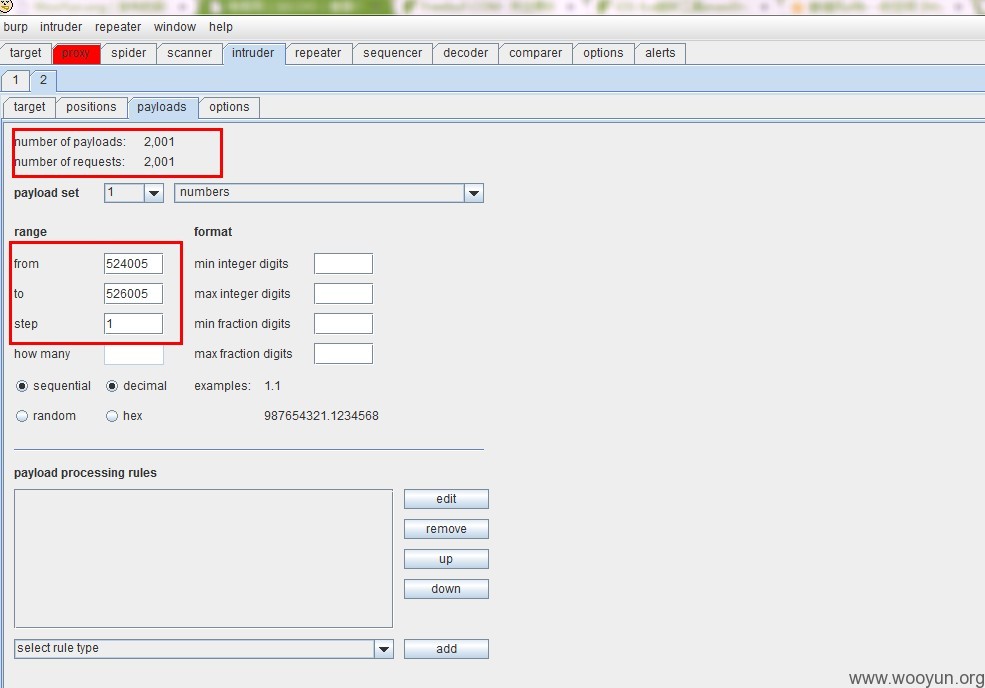 burp intruder repeater window help
target proxy spider scanner intruder repeater sequencer decoder comparer options alerts
1 2
target positions payloads options
number of payloads: 2,001
number of requests: 2,001
payload set 1 numbers
range format
from 524005 min integer digits
to 526005 max integer digits
step 1 min fraction digits
how many max fraction digits
sequential decimal examples: 1.1
random hex 987654321.1234568
payload processing rules
edit
remove
up
down
select rule type add
www.wooyun.org